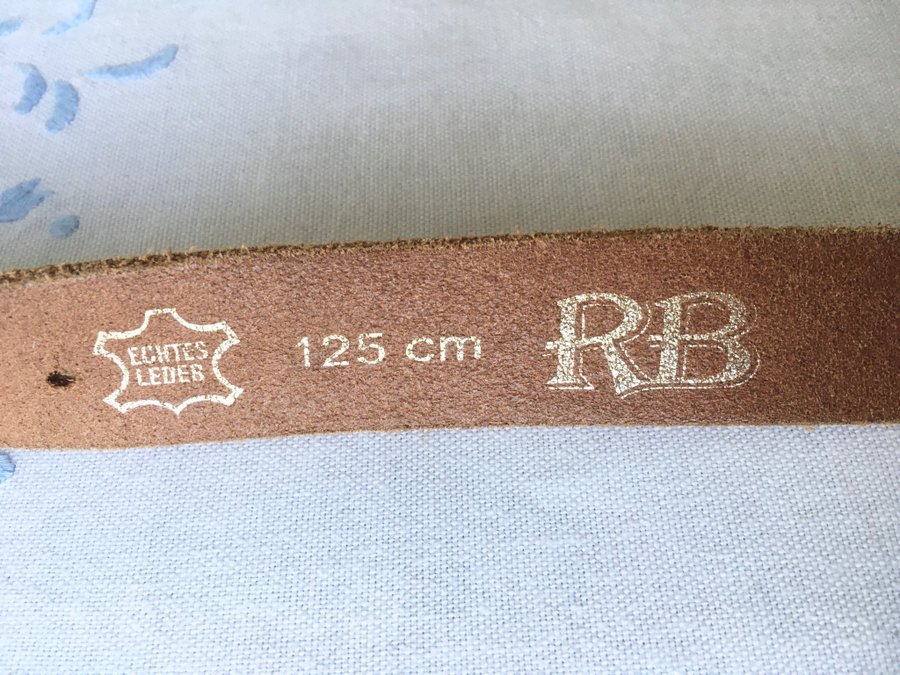 ECHTES
LEDER
125 cm
RB